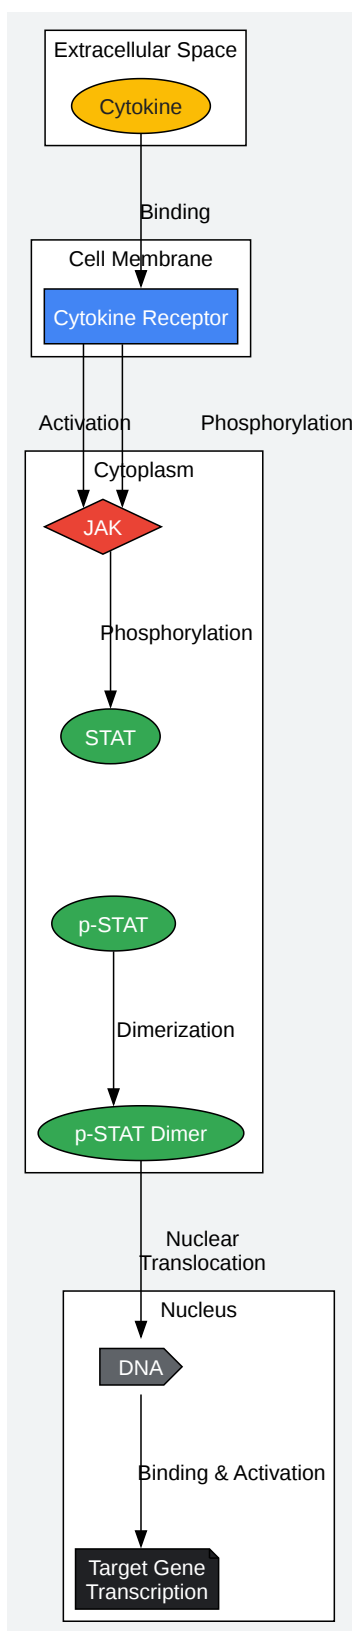 Extracellular Space
Cytokine
Binding
Cell Membrane
Cytokine Receptor
Activation
Phosphorylation
Cytoplasm
JAK
Phosphorylation
STAT
p-STAT
Dimerization
p-STAT Dimer
Nuclear
Translocation
Nucleus
DNA
Binding & Activation
Target Gene
Transcription